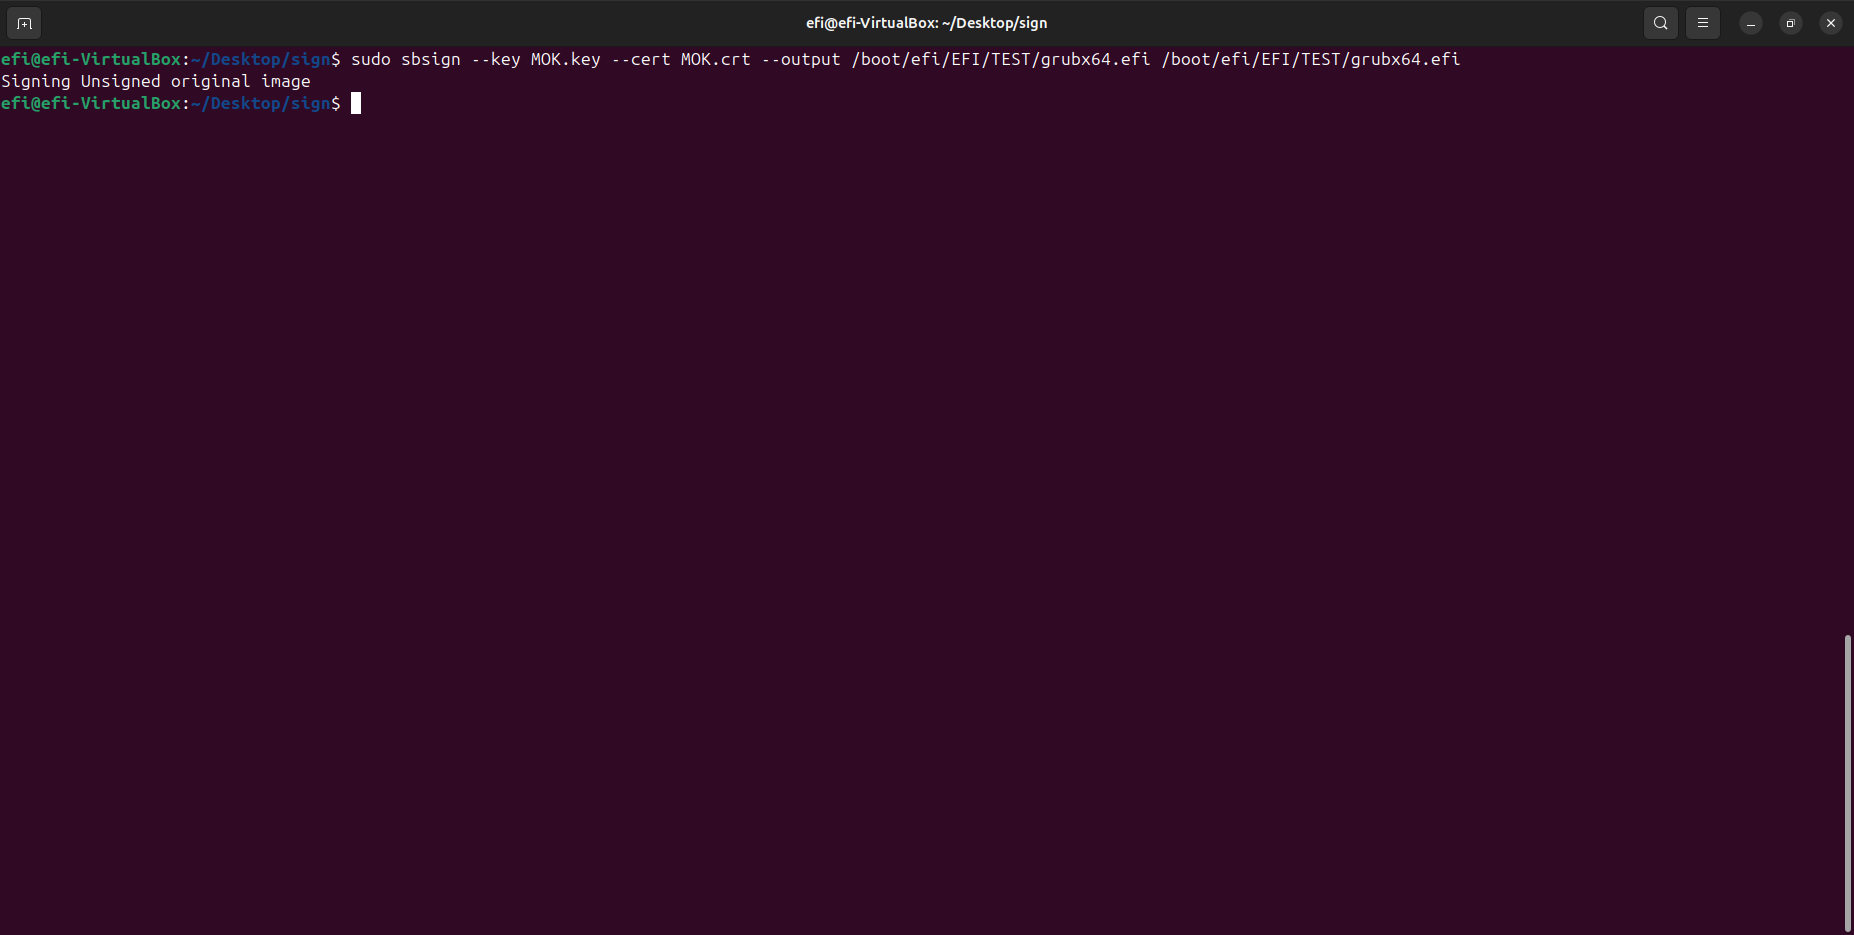 efi@efi-VirtualBox: ~/Desktop/sign
efi@efi-VirtualBox:~/Desktop/sign$ sudo sbsign --key MOK.key --cert MOK.crt --output /boot/efi/EFI/TEST/grubx64.efi /boot/efi/EFI/TEST/grubx64.efi
Signing Unsigned original image
efi@efi-VirtualBox:~/Desktop/sign$